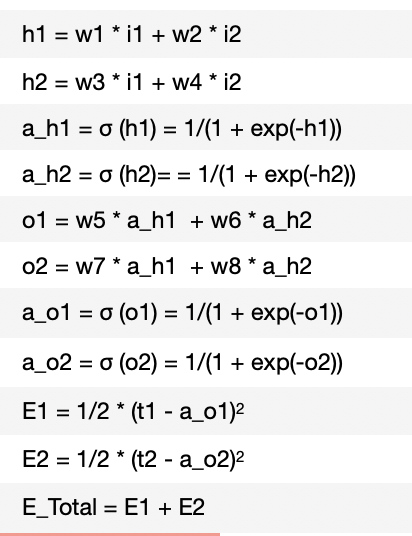 h1 = w1 * i1 + w2 * i2
h2 = w3 * i1 + w4 * i2
a_h1 = σ (h1) = 1/(1 + exp(-h1))
a_h2 = σ (h2)= = 1/(1 + exp(-h2))
o1 = w5 * a_h1  + w6 * a_h2
o2 = w7 * a_h1  + w8 * a_h2
a_o1 = σ (o1) = 1/(1 + exp(-o1))
a_o2 = σ (o2) = 1/(1 + exp(-o2))
E1 = 1/2 * (t1 - a_o1)²
E2 = 1/2 * (t2 - a_o2)²
E_Total = E1 + E2